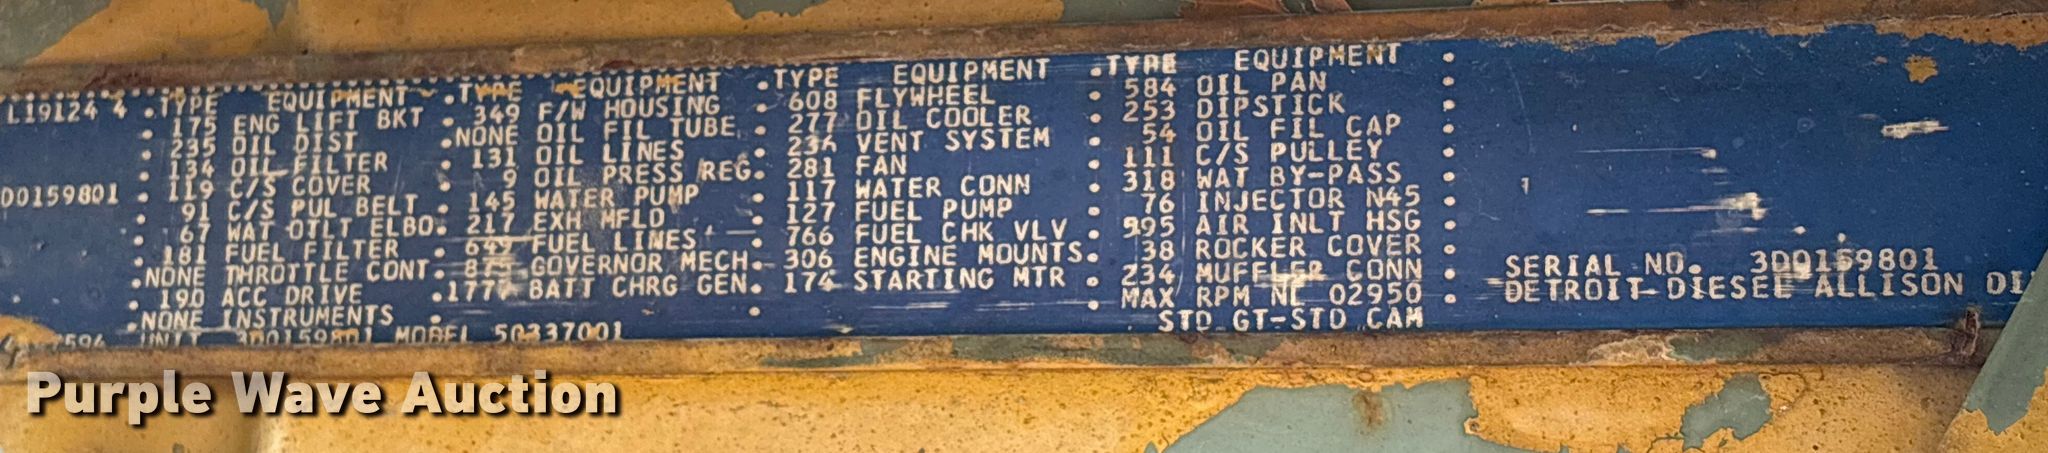 L19124 4 .TYPE EQUIPMENT .TYPE EQUIPMENT .TYPE EQUIPMENT .TYPE EQUIPMENT .
. 175 ENG LIFT BKT . 349 F/W HOUSING . 608 FLYWHEEL . 584 OIL PAN .
. 235 OIL DIST .NONE OIL FIL TUBE . 277 OIL COOLER . 253 DIPSTICK .
. 134 OIL FILTER . 131 OIL LINES . VENT SYSTEM . 54 OIL FIL CAP .
D0159801 . 119 C/S COVER . 9 OIL PRESS REG. 281 FAN . 111 C/S PULLEY .
. 91 C/S PUL BELT . 145 WATER PUMP . 117 WATER CONN . 318 WAT BY-PASS .
. 67 WAT OTLT ELBO. 217 EXH MFLD . 127 FUEL PUMP . 76 INJECTOR N45 .
. 181 FUEL FILTER . 649 FUEL LINES . 766 FUEL CHK VLV . 995 AIR INLT HSG .
.NONE THROTTLE CONT. GOVERNOR MECH. 306 ENGINE MOUNTS. 38 ROCKER COVER .
. 190 ACC DRIVE .1777 BATT CHRG GEN. 174 STARTING MTR . 234 MUFFLER CONN .
.NONE INSTRUMENTS . . . MAX RPM NL 02950 .
UNIT 3D0159801 MODEL 50337001 STD GT-STD CAM
SERIAL NO. 3D0159801
DETROIT DIESEL ALLISON DI
Purple Wave Auction